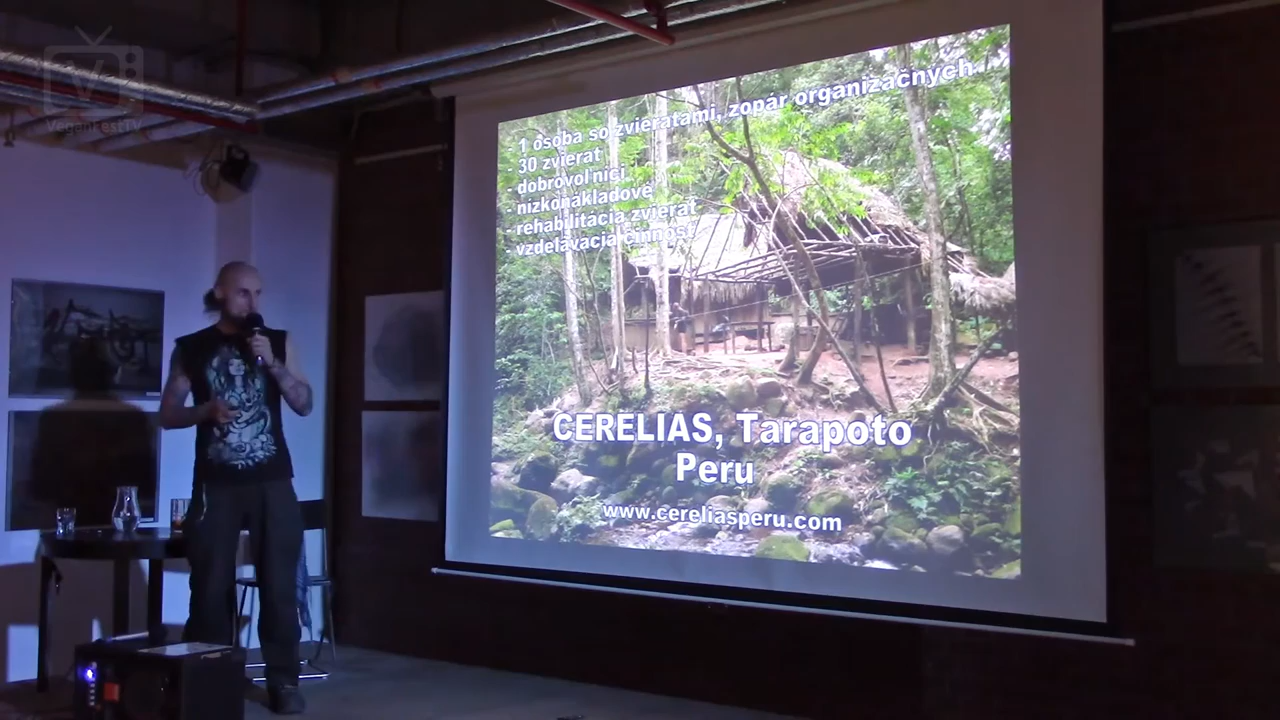 VeganFestTV
1 osoba so zvieratami, zopár organizačných
30 zvierat
- dobrovoľníci
- nízkonákladové
- rehabilitácia zvierat
vzdelávacia činnosť
CERELIAS, Tarapoto
Peru
www.cereliasperu.com